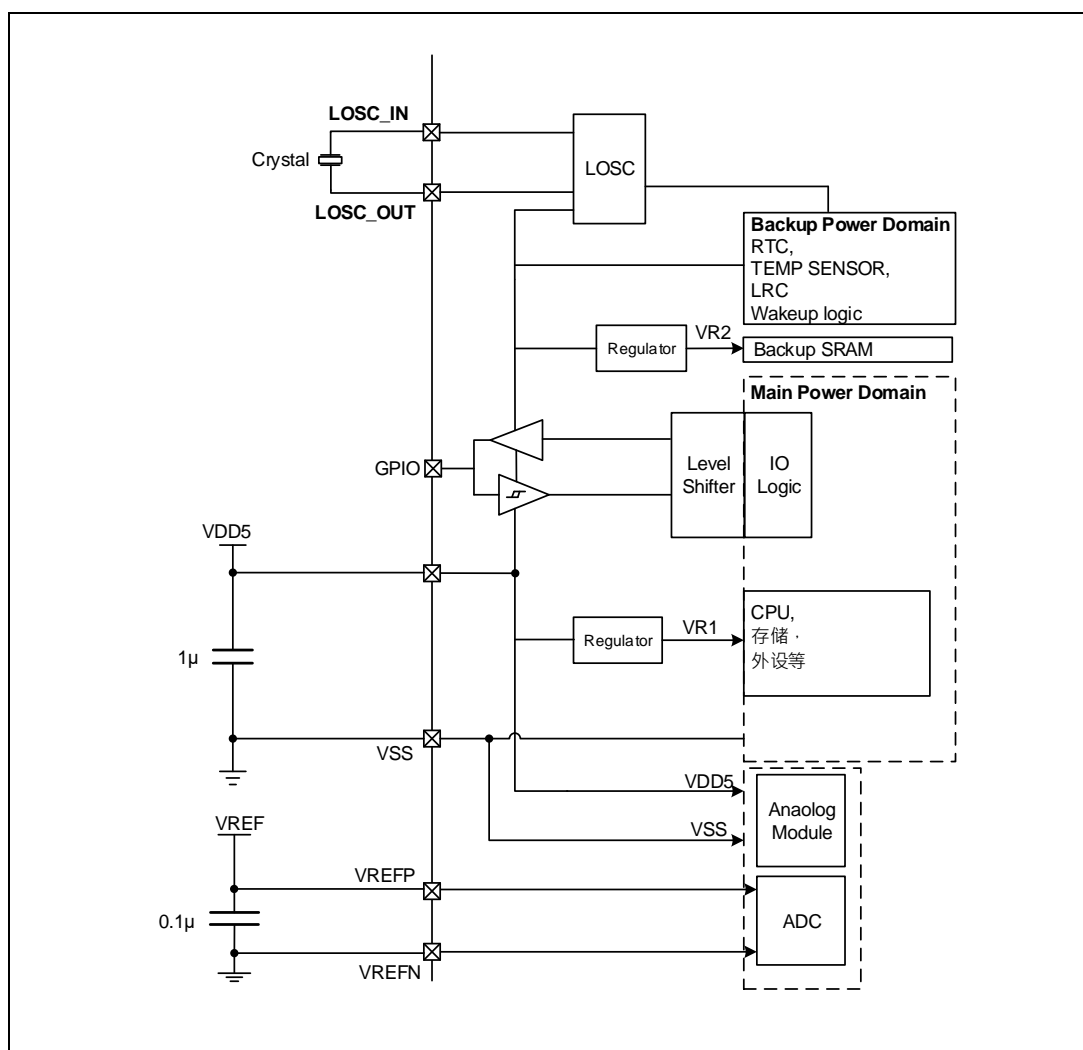 LOSC_IN
Crystal
LOSC_OUT
LOSC
Backup Power Domain
RTC,
TEMP SENSOR,
LRC
Wakeup logic
Regulator
VR2
Backup SRAM
Main Power Domain
GPIO
Level
Shifter
IO
Logic
VDD5
1µ
Regulator
VR1
CPU,
存储·
外设等
VSS
VDD5
VSS
Anaolog
Module
VREF
VREFP
0.1µ
VREFN
ADC